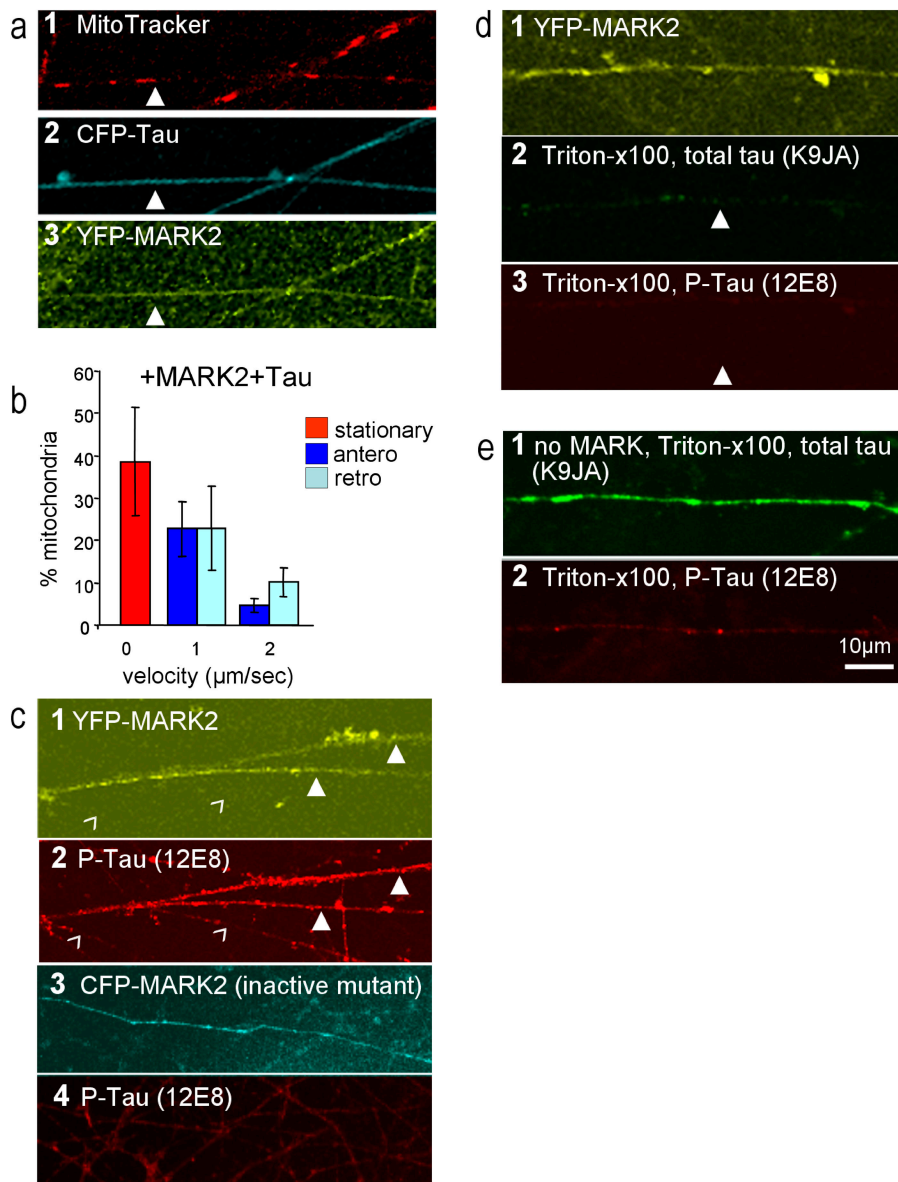 a
1 MitoTracker
2 CFP-Tau
3 YFP-MARK2
b
+MARK2+Tau
60
50
40
30
20
10
0
% mitochondria
stationary
antero
retro
0 1 2
velocity (µm/sec)
c
1 YFP-MARK2
2 P-Tau (12E8)
3 CFP-MARK2 (inactive mutant)
4 P-Tau (12E8)
d
1 YFP-MARK2
2 Triton-x100, total tau (K9JA)
3 Triton-x100, P-Tau (12E8)
e
1 no MARK, Triton-x100, total tau
(K9JA)
2 Triton-x100, P-Tau (12E8)
10µm